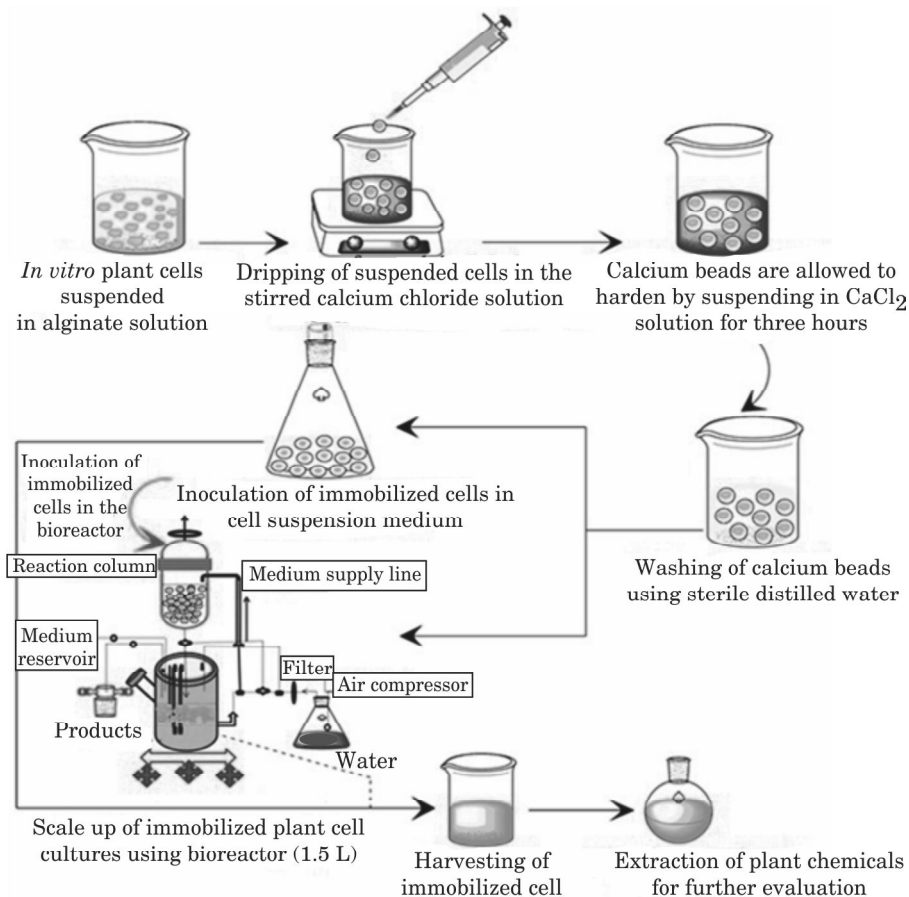 In vitro plant cells
suspended
in alginate solution
Dripping of suspended cells in the
stirred calcium chloride solution
Calcium beads are allowed to
harden by suspending in CaCl2
solution for three hours
Inoculation of
immobilized
cells in the
bioreactor
Inoculation of immobilized cells in
cell suspension medium
Washing of calcium beads
using sterile distilled water
Reaction column
Medium supply line
Medium
reservoir
Filter
Air compressor
Products
Water
Scale up of immobilized plant cell
cultures using bioreactor (1.5 L)
Harvesting of
immobilized cell
Extraction of plant chemicals
for further evaluation